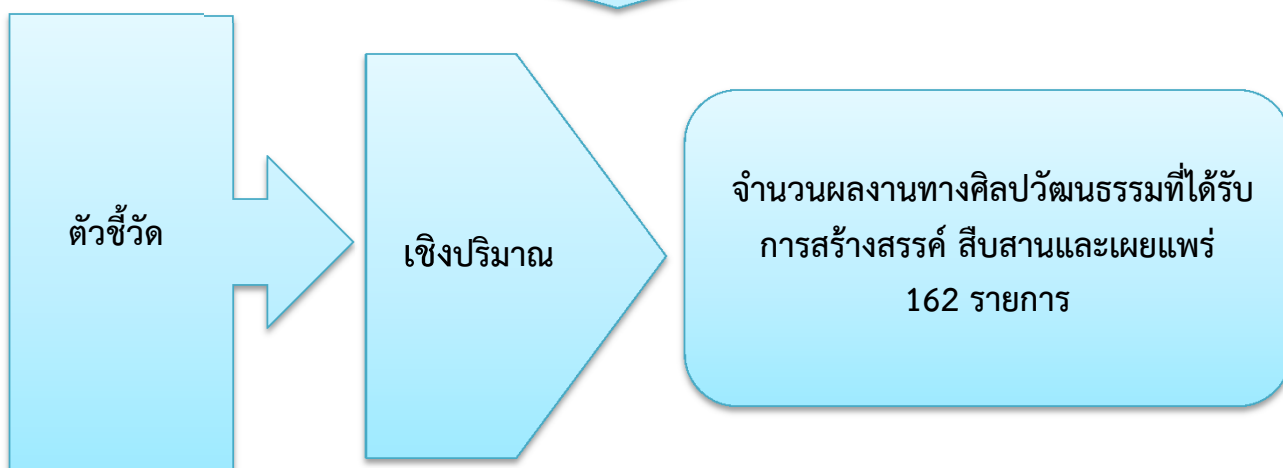 ตัวชี้วัด
เชิงปริมาณ
จำนวนผลงานทางศิลปวัฒนธรรมที่ได้รับ
การสร้างสรรค์ สืบสานและเผยแพร่
162 รายการ